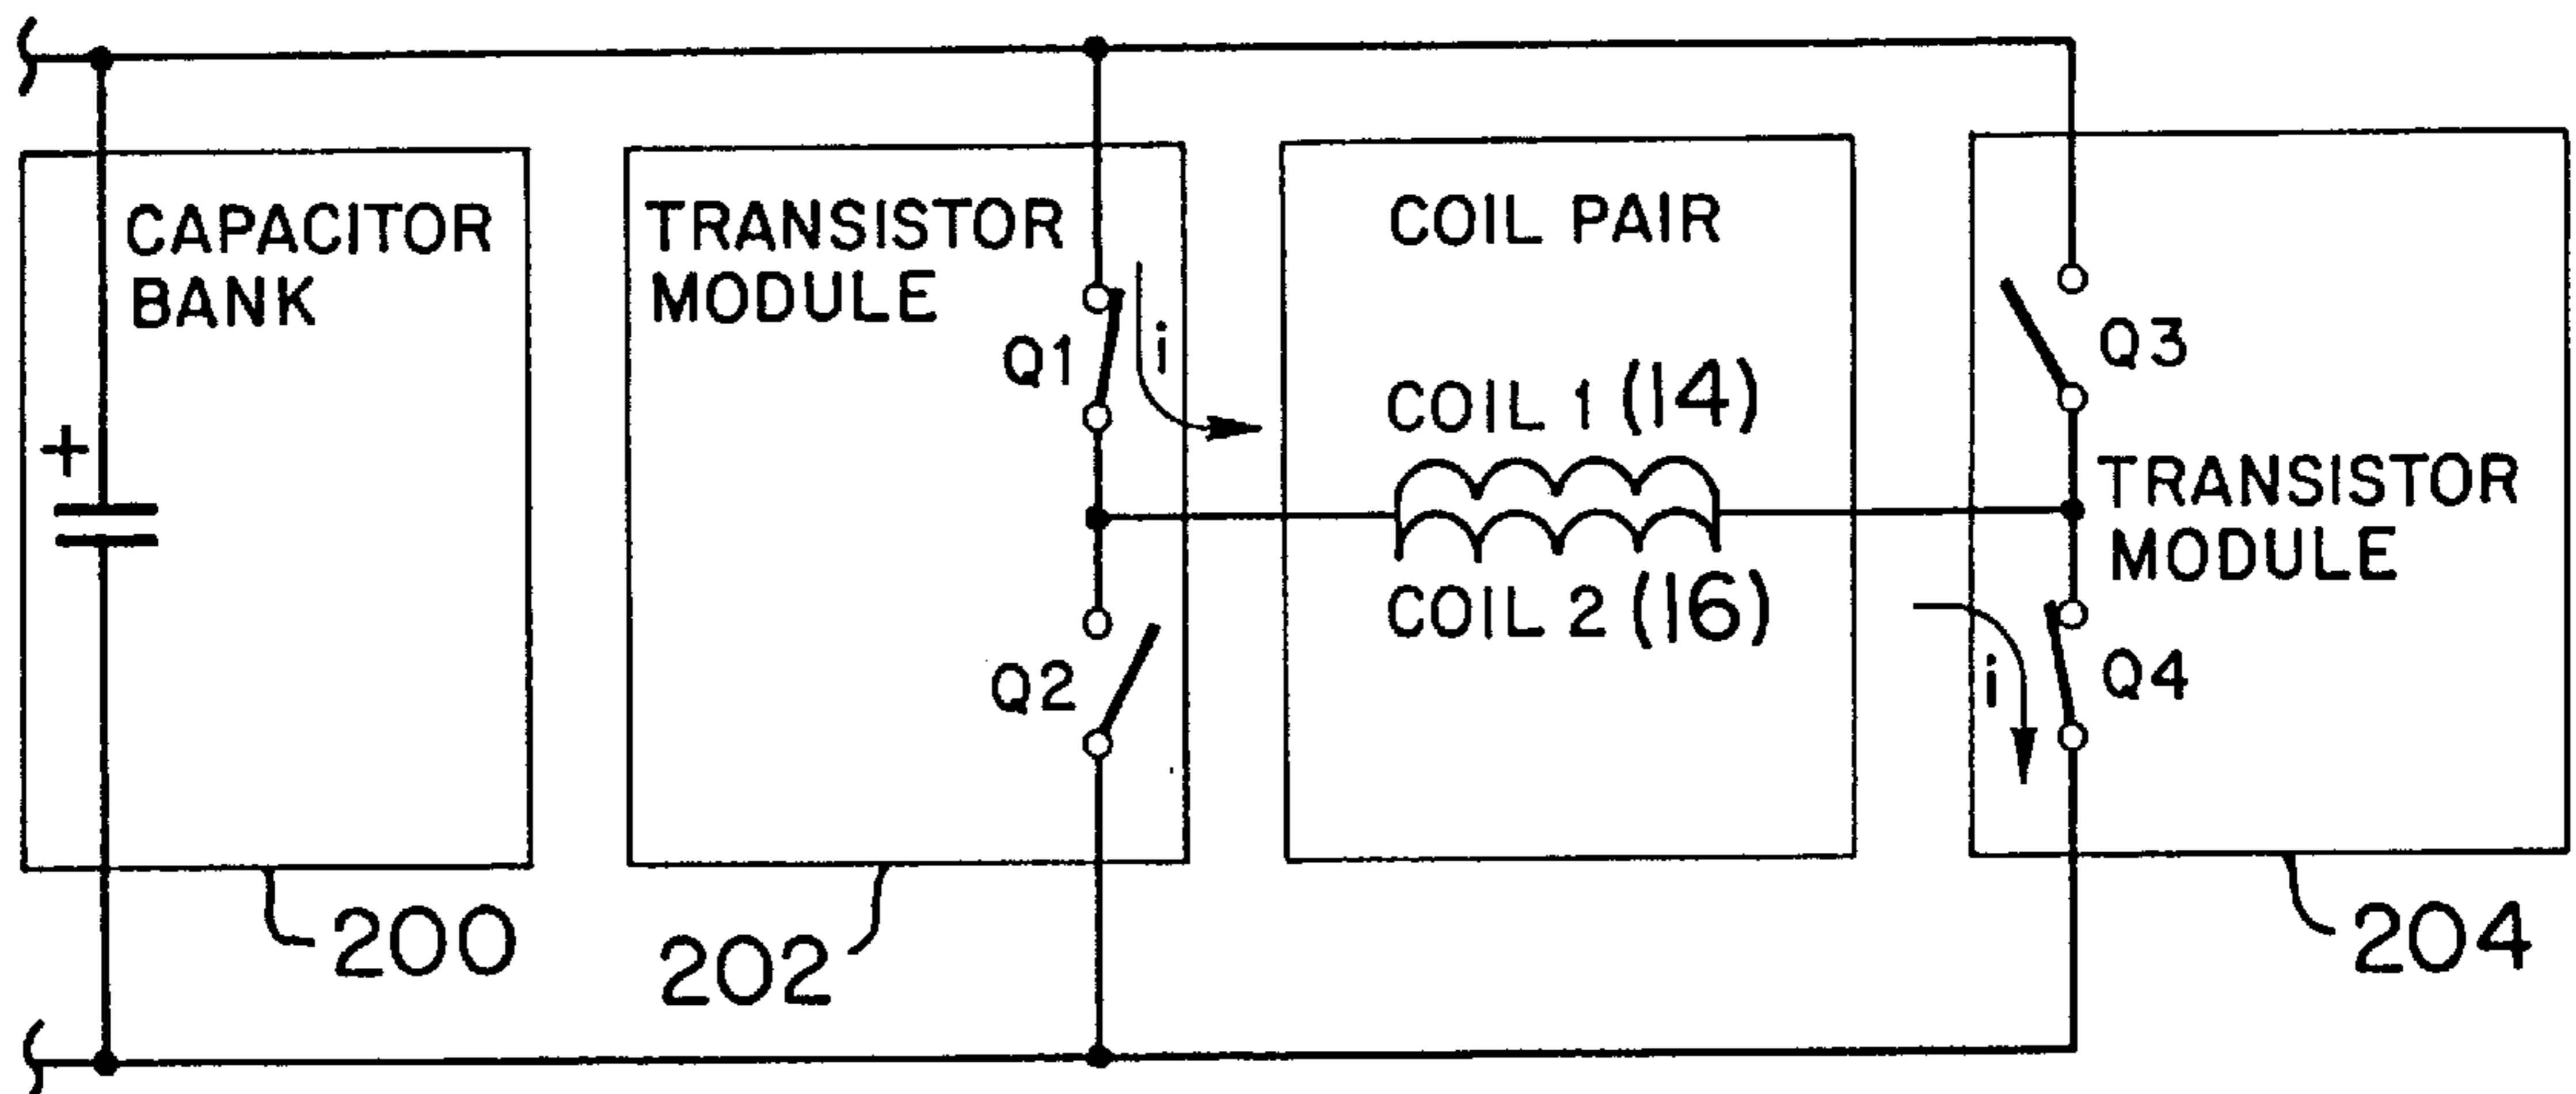 CAPACITOR
BANK
+
200
TRANSISTOR
MODULE
Q1
i
Q2
202
COIL PAIR
COIL 1 (14)
COIL 2 (16)
Q3
TRANSISTOR
MODULE
i
Q4
204